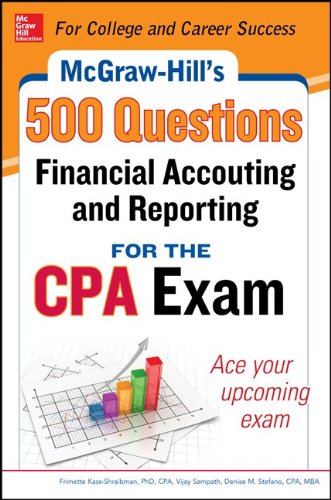 Mc
Graw
Hill
Education
For College and Career Success
McGraw-Hill's
500 Questions
Financial Accouting
and Reporting
FOR THE
CPA Exam
Ace your
upcoming
exam
Frimette Kass-Shraibman, PhD, CPA, Vijay Sampath, Denise M. Stefano, CPA, MBA